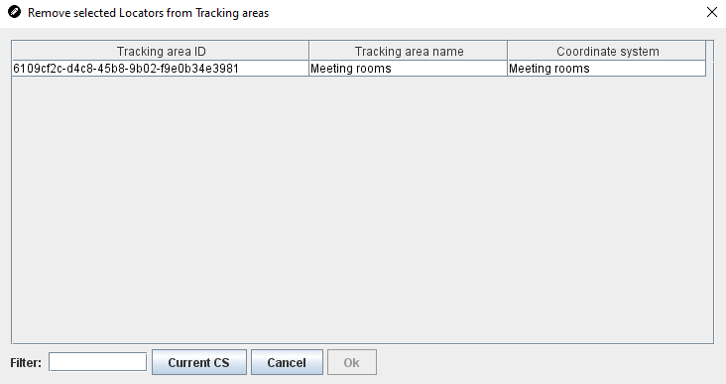 Remove selected Locators from Tracking areas
Tracking area ID Tracking area name Coordinate system
6109cf2c-d4c8-45b8-9b02-f9e0b34e3981 Meeting rooms Meeting rooms
Filter: Current CS Cancel Ok